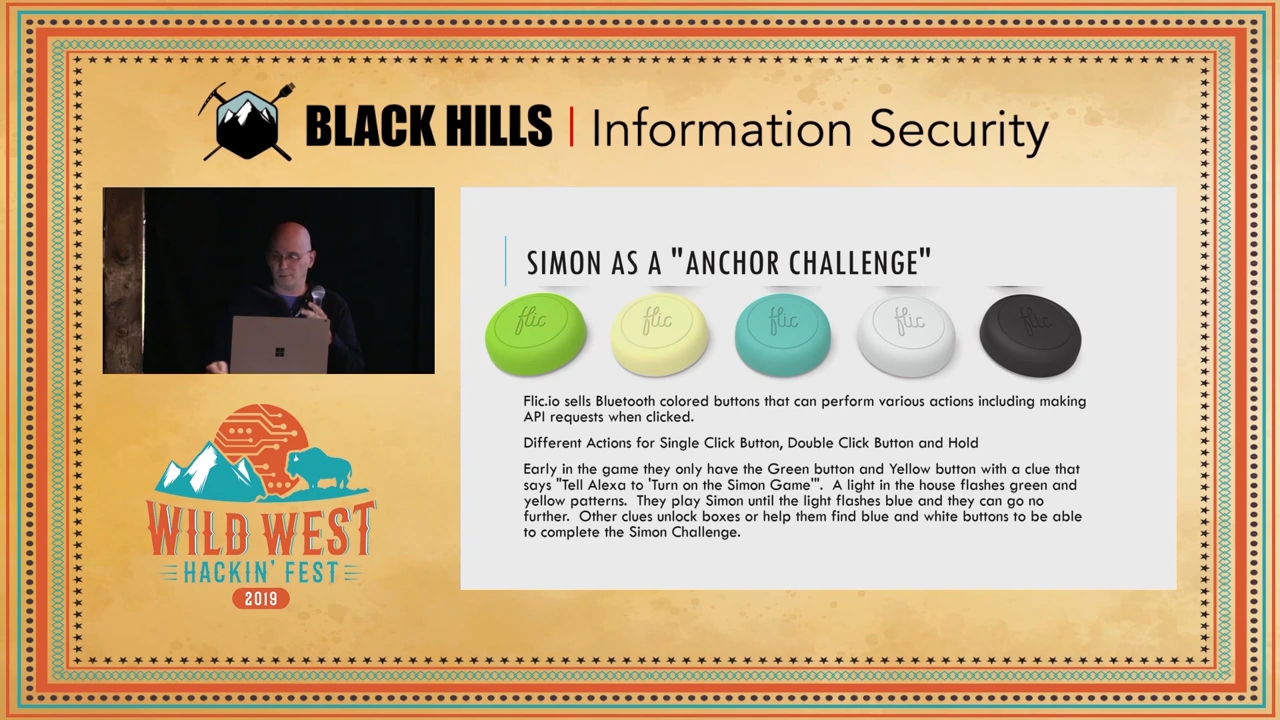 BLACK HILLS | Information Security
SIMON AS A "ANCHOR CHALLENGE"
flic flic flic flic flic
Flic.io sells Bluetooth colored buttons that can perform various actions including making
API requests when clicked.
Different Actions for Single Click Button, Double Click Button and Hold
Early in the game they only have the Green button and Yellow button with a clue that
says "Tell Alexa to 'Turn on the Simon Game'".  A light in the house flashes green and
yellow patterns.  They play Simon until the light flashes blue and they can go no
further.  Other clues unlock boxes or help them find blue and white buttons to be able
to complete the Simon Challenge.
WILD WEST
HACKIN' FEST
2019